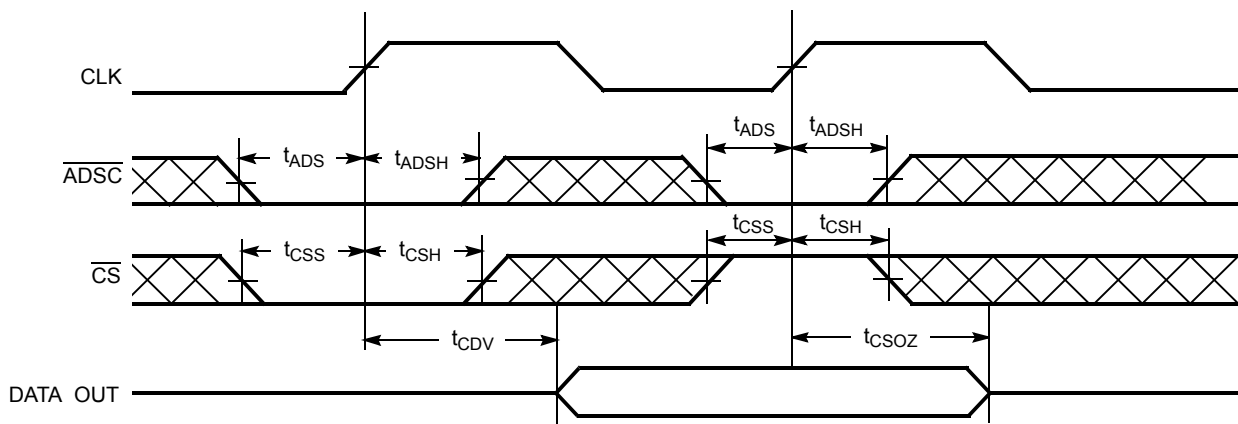 CLK
tADS tADSH tADS tADSH
ADSC
tCSS tCSH tCSS tCSH
CS
tCDV tCSOZ
DATA OUT